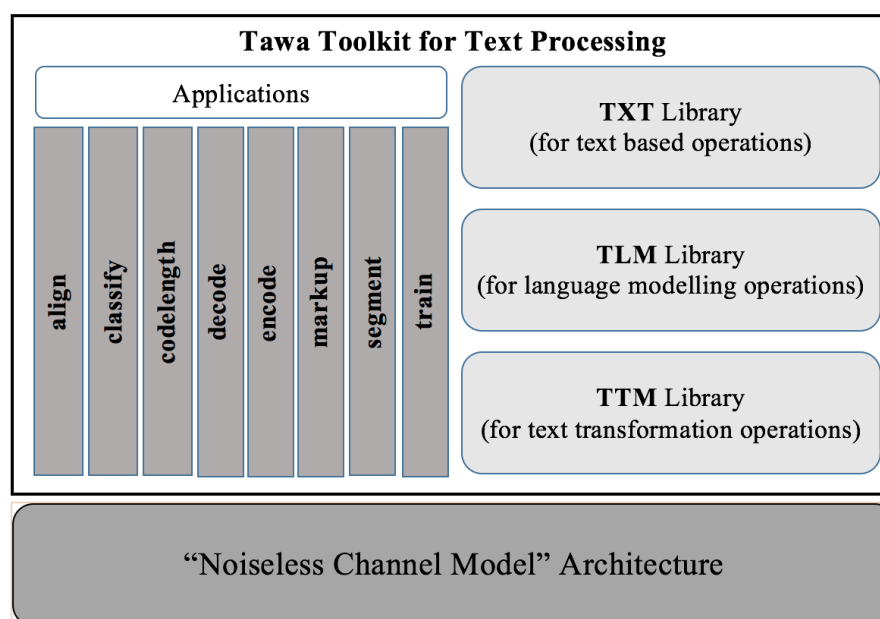 Tawa Toolkit for Text Processing
Applications
align
classify
codelength
decode
encode
markup
segment
train
TXT Library
(for text based operations)
TLM Library
(for language modelling operations)
TTM Library
(for text transformation operations)
“Noiseless Channel Model” Architecture